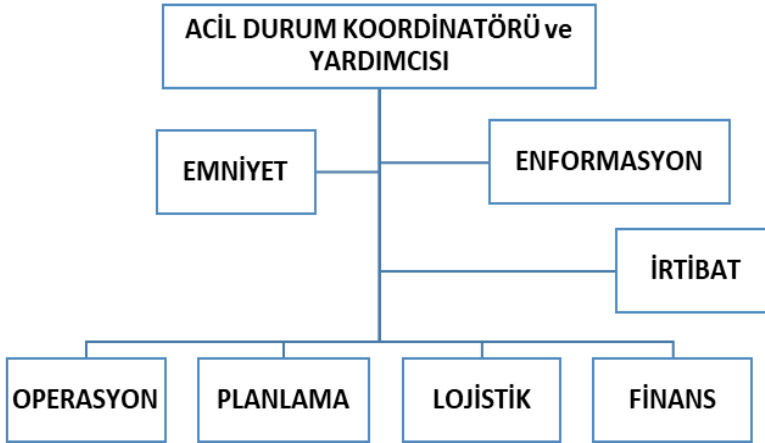 ACİL DURUM KOORDİNATÖRÜ ve
YARDIMCISI
EMNİYET
ENFORMASYON
İRTİBAT
OPERASYON
PLANLAMA
LOJİSTİK
FİNANS